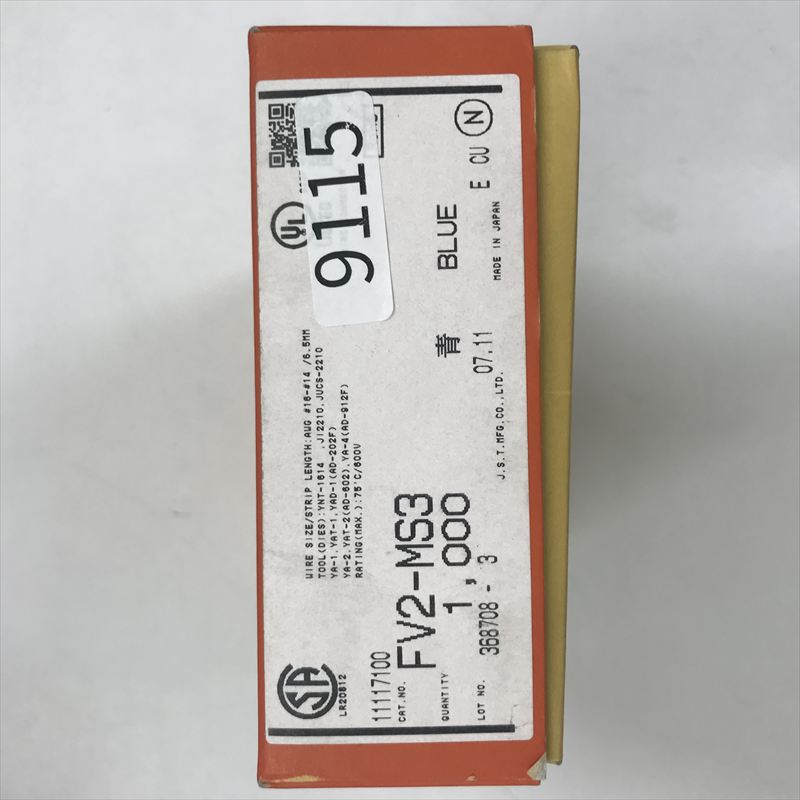 SA
LR20812
WIRE SIZE/STRIP LENGTH:AWG #16-#14 /6.5MM
TOOL(DIES):YNT-1614 ,J12210,JUCS-2210
YA-1,YAT-1,YAD-1(AD-202F)
YA-2,YAT-2(AD-602),YA-4(AD-912F)
RATING(MAX.):75'C/600V
UL
9115
11117100
CAT.NO. FV2-MS3 青 BLUE
QUANTITY 1,000
LOT NO. 368708 - 3 07.11 E CU N
J.S.T.MFG.CO.,LTD. MADE IN JAPAN